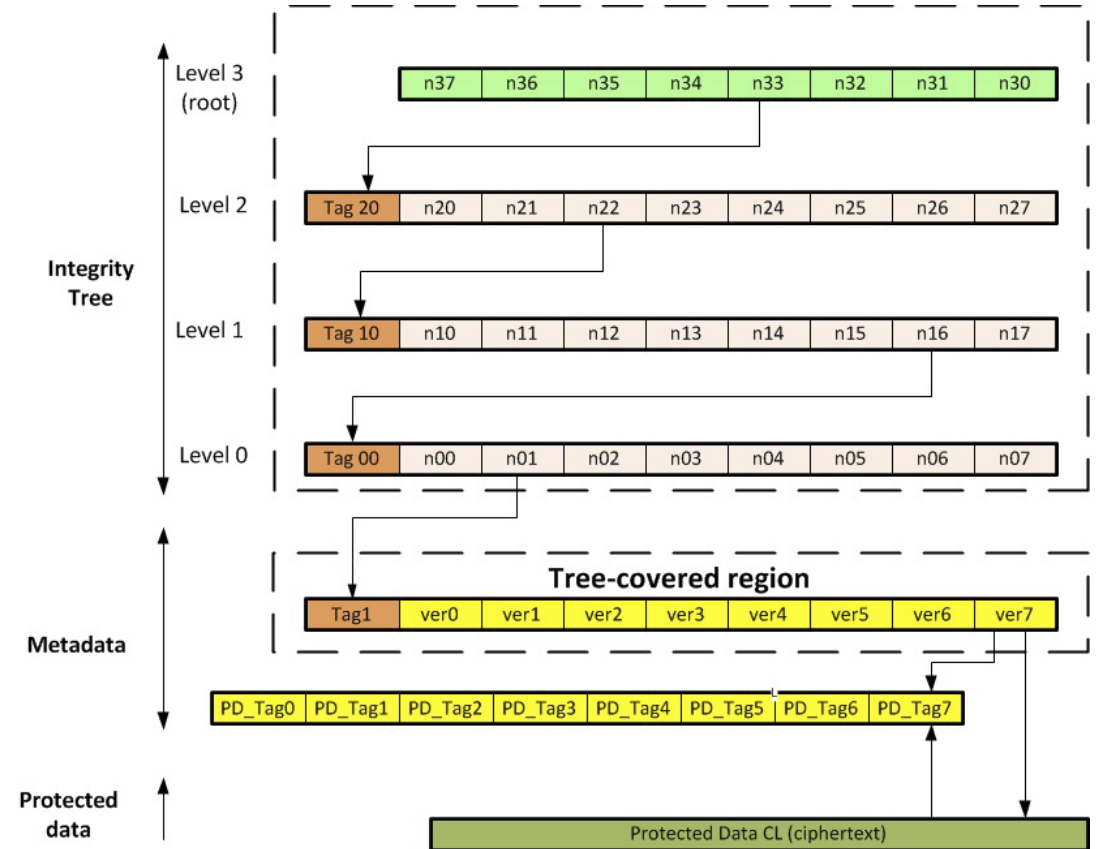 Level 3
(root)
n37 n36 n35 n34 n33 n32 n31 n30
Level 2
Tag 20 n20 n21 n22 n23 n24 n25 n26 n27
Integrity
Tree
Level 1
Tag 10 n10 n11 n12 n13 n14 n15 n16 n17
Level 0
Tag 00 n00 n01 n02 n03 n04 n05 n06 n07
Tree-covered region
Tag1 ver0 ver1 ver2 ver3 ver4 ver5 ver6 ver7
Metadata
PD_Tag0 PD_Tag1 PD_Tag2 PD_Tag3 PD_Tag4 PD_Tag5 PD_Tag6 PD_Tag7
Protected
data
Protected Data CL (ciphertext)